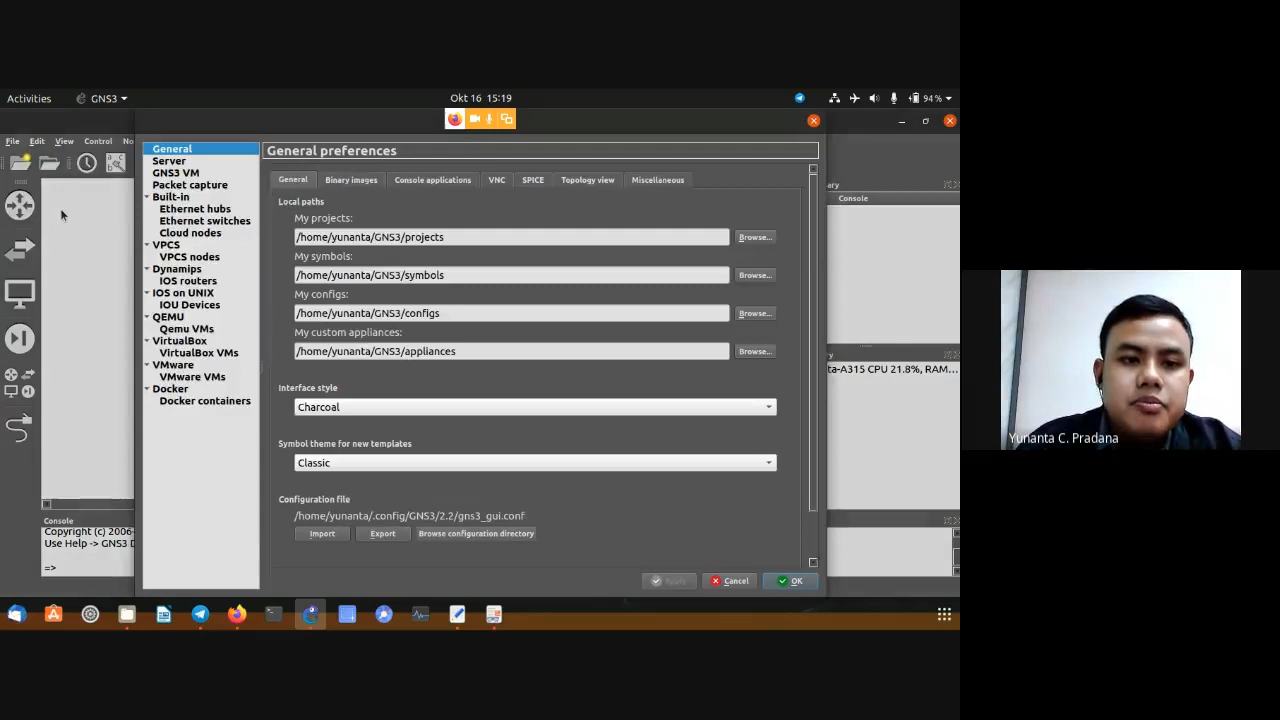 Activities
GNS3
Okt 16 15:19
94%
File Edit View Control No
General
Server
GNS3 VM
Packet capture
Built-in
Ethernet hubs
Ethernet switches
Cloud nodes
VPCS
VPCS nodes
Dynamips
IOS routers
IOS on UNIX
IOU Devices
QEMU
Qemu VMs
VirtualBox
VirtualBox VMs
VMware
VMware VMs
Docker
Docker containers
General preferences
General Binary images Console applications VNC SPICE Topology view Miscellaneous
Local paths
My projects:
/home/yunanta/GNS3/projects Browse...
My symbols:
/home/yunanta/GNS3/symbols Browse...
My configs:
/home/yunanta/GNS3/configs Browse...
My custom appliances:
/home/yunanta/GNS3/appliances Browse...
Interface style
Charcoal
Symbol theme for new templates
Classic
Configuration file
/home/yunanta/.config/GNS3/2.2/gns3_gui.conf
Import Export Browse configuration directory
Apply Cancel OK
ary
Console
y
ta-A315 CPU 21.8%, RAM...
Console
Copyright (c) 2006-
Use Help -> GNS3 D
=>
Yunanta C. Pradana